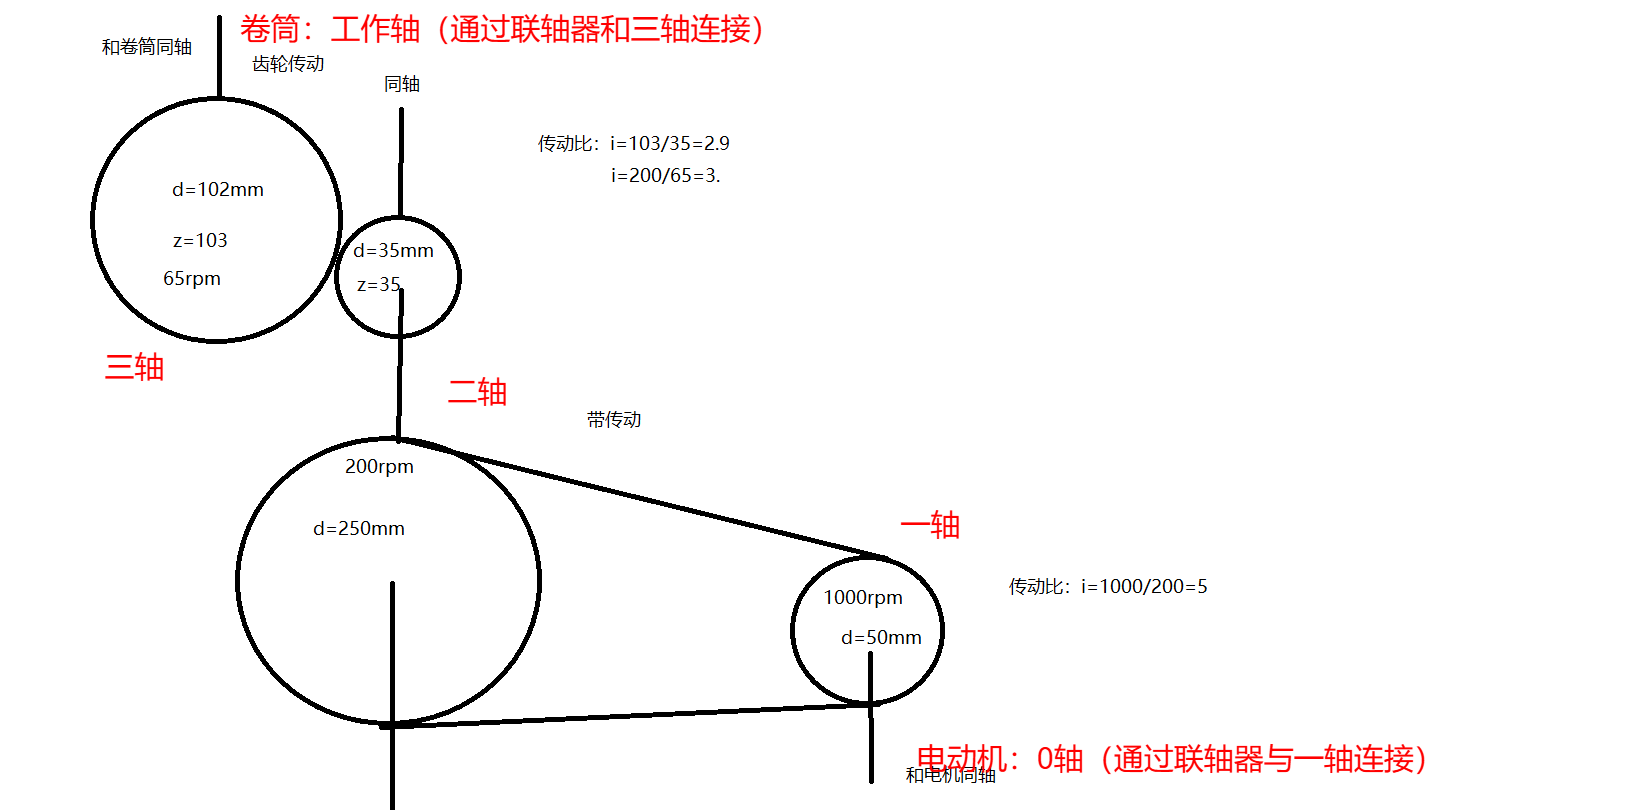 卷筒：工作轴（通过联轴器和三轴连接）
和卷筒同轴
齿轮传动
同轴
传动比：i=103/35=2.9
i=200/65=3.
d=102mm
z=103
65rpm
d=35mm
z=35
三轴
二轴
带传动
200rpm
d=250mm
一轴
1000rpm
d=50mm
传动比：i=1000/200=5
电动机：0轴（通过联轴器与一轴连接）
和电机同轴